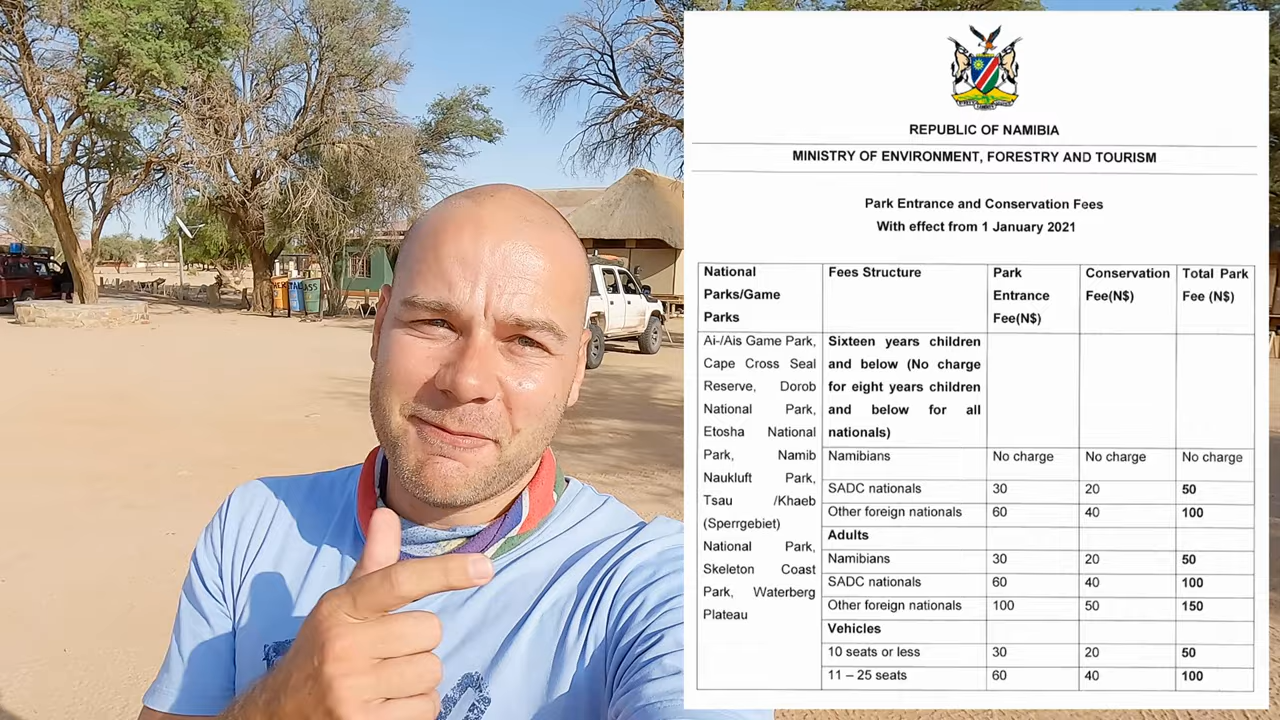 REPUBLIC OF NAMIBIA
MINISTRY OF ENVIRONMENT, FORESTRY AND TOURISM
Park Entrance and Conservation Fees
With effect from 1 January 2021
National Parks/Game Parks | Fees Structure | Park Entrance Fee(N$) | Conservation Fee(N$) | Total Park Fee (N$)
Ai-/Ais Game Park,
Cape Cross Seal
Reserve, Dorob
National Park,
Etosha National
Park, Namib
Naukluft Park,
Tsau /Khaeb
(Sperrgebiet)
National Park,
Skeleton Coast
Park, Waterberg
Plateau
Sixteen years children
and below (No charge
for eight years children
and below for all
nationals)
Namibians No charge No charge No charge
SADC nationals 30 20 50
Other foreign nationals 60 40 100
Adults
Namibians 30 20 50
SADC nationals 60 40 100
Other foreign nationals 100 50 150
Vehicles
10 seats or less 30 20 50
11 – 25 seats 60 40 100